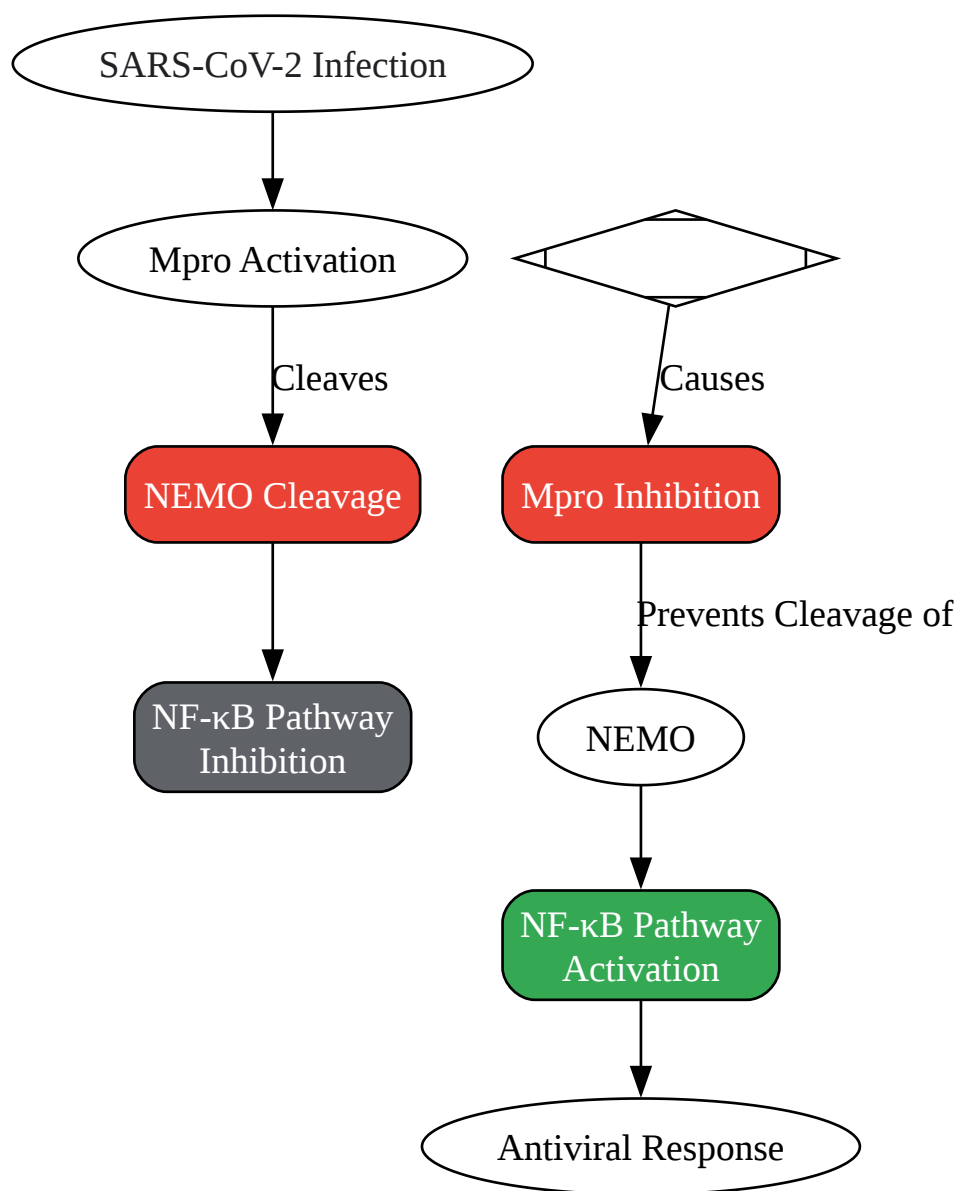 SARS-CoV-2 Infection
Mpro Activation
Cleaves
Causes
NEMO Cleavage
Mpro Inhibition
Prevents Cleavage of
NF-κB Pathway
Inhibition
NEMO
NF-κB Pathway
Activation
Antiviral Response